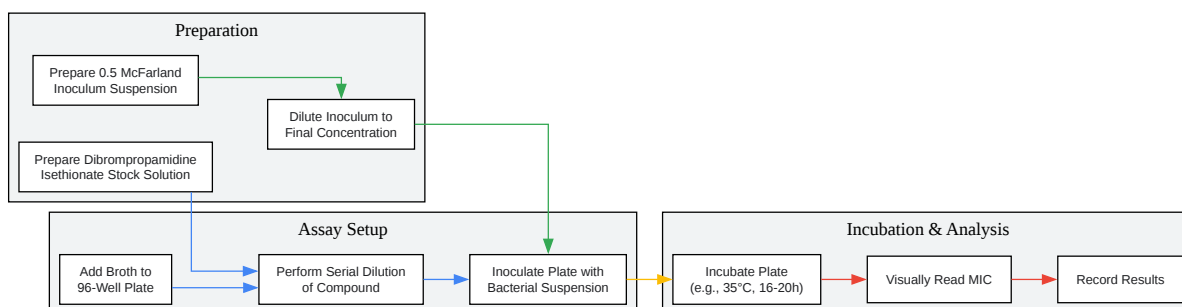 Preparation
Prepare 0.5 McFarland
Inoculum Suspension
Dilute Inoculum to
Final Concentration
Prepare Dibrompropamidine
Isethionate Stock Solution
Assay Setup
Add Broth to
96-Well Plate
Perform Serial Dilution
of Compound
Inoculate Plate with
Bacterial Suspension
Incubation & Analysis
Incubate Plate
(e.g., 35°C, 16-20h)
Visually Read MIC
Record Results